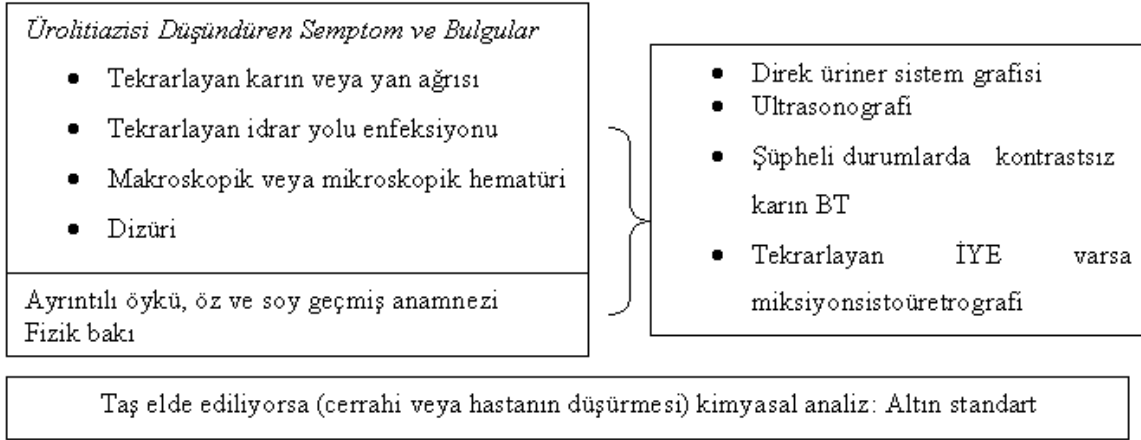 Ürolitiazisi Düşündüren Semptom ve Bulgular
• Tekrarlayan karın veya yan ağrısı
• Tekrarlayan idrar yolu enfeksiyonu
• Makroskopik veya mikroskopik hematüri
• Dizüri
Ayrıntılı öykü, öz ve soy geçmiş anamnezi
Fizik bakı
• Direk üriner sistem grafisi
• Ultrasonografi
• Şüpheli durumlarda kontrastsız
karın BT
• Tekrarlayan İYE varsa
miksiyonsistoüretrografi
Taş elde ediliyorsa (cerrahi veya hastanın düşürmesi) kimyasal analiz: Altın standart